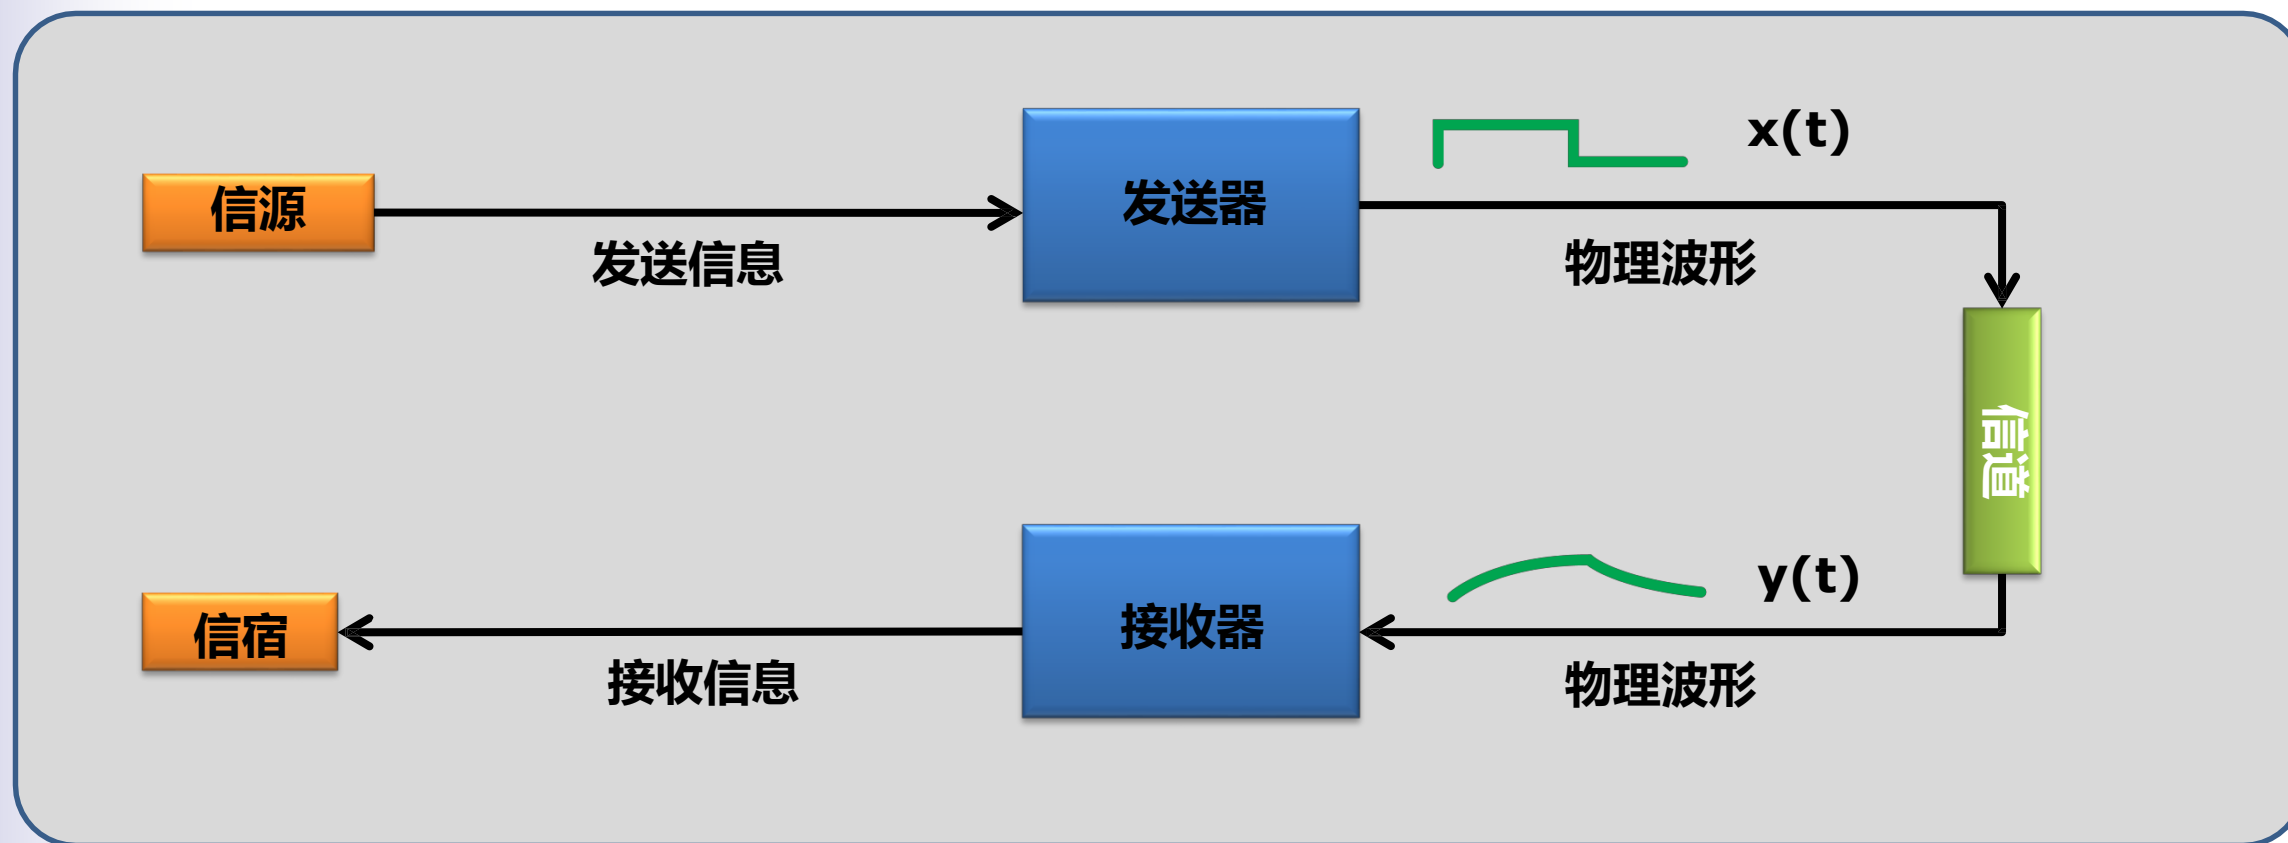 信源
发送信息
发送器
x(t)
物理波形
信道
y(t)
物理波形
接收器
接收信息
信宿